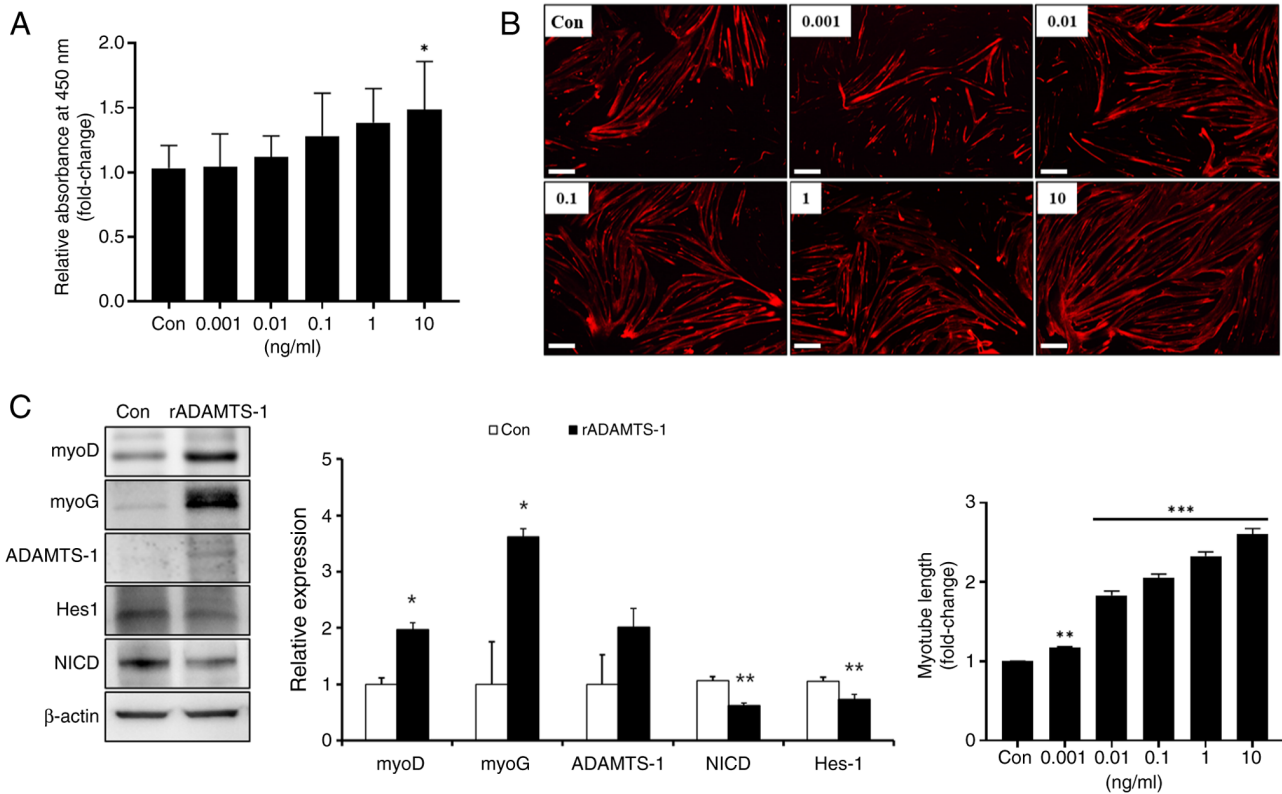 A
Relative absorbance at 450 nm
(fold-change)
2.0
1.5
1.0
0.5
0.0
*
Con 0.001 0.01 0.1 1 10
(ng/ml)
B
Con
0.001
0.01
0.1
1
10
C
Con rADAMTS-1
myoD
myoG
ADAMTS-1
Hes1
NICD
β-actin
Con rADAMTS-1
Relative expression
5
4
3
2
1
0
*
*
**
**
myoD myoG ADAMTS-1 NICD Hes-1
Myotube length
(fold-change)
3
2
1
0
**
***
Con 0.001 0.01 0.1 1 10
(ng/ml)